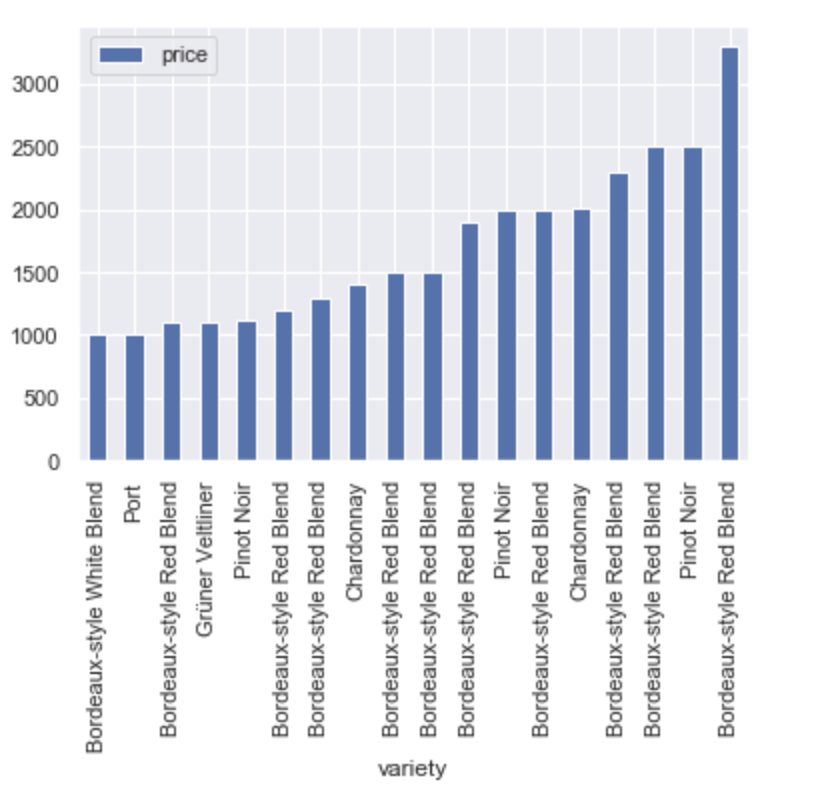 price
3000
2500
2000
1500
1000
500
0
Bordeaux-style White Blend
Port
Bordeaux-style Red Blend
Grüner Veltliner
Pinot Noir
Bordeaux-style Red Blend
Bordeaux-style Red Blend
Chardonnay
Bordeaux-style Red Blend
Bordeaux-style Red Blend
Bordeaux-style Red Blend
Pinot Noir
Bordeaux-style Red Blend
Chardonnay
Bordeaux-style Red Blend
Bordeaux-style Red Blend
Pinot Noir
Bordeaux-style Red Blend
variety